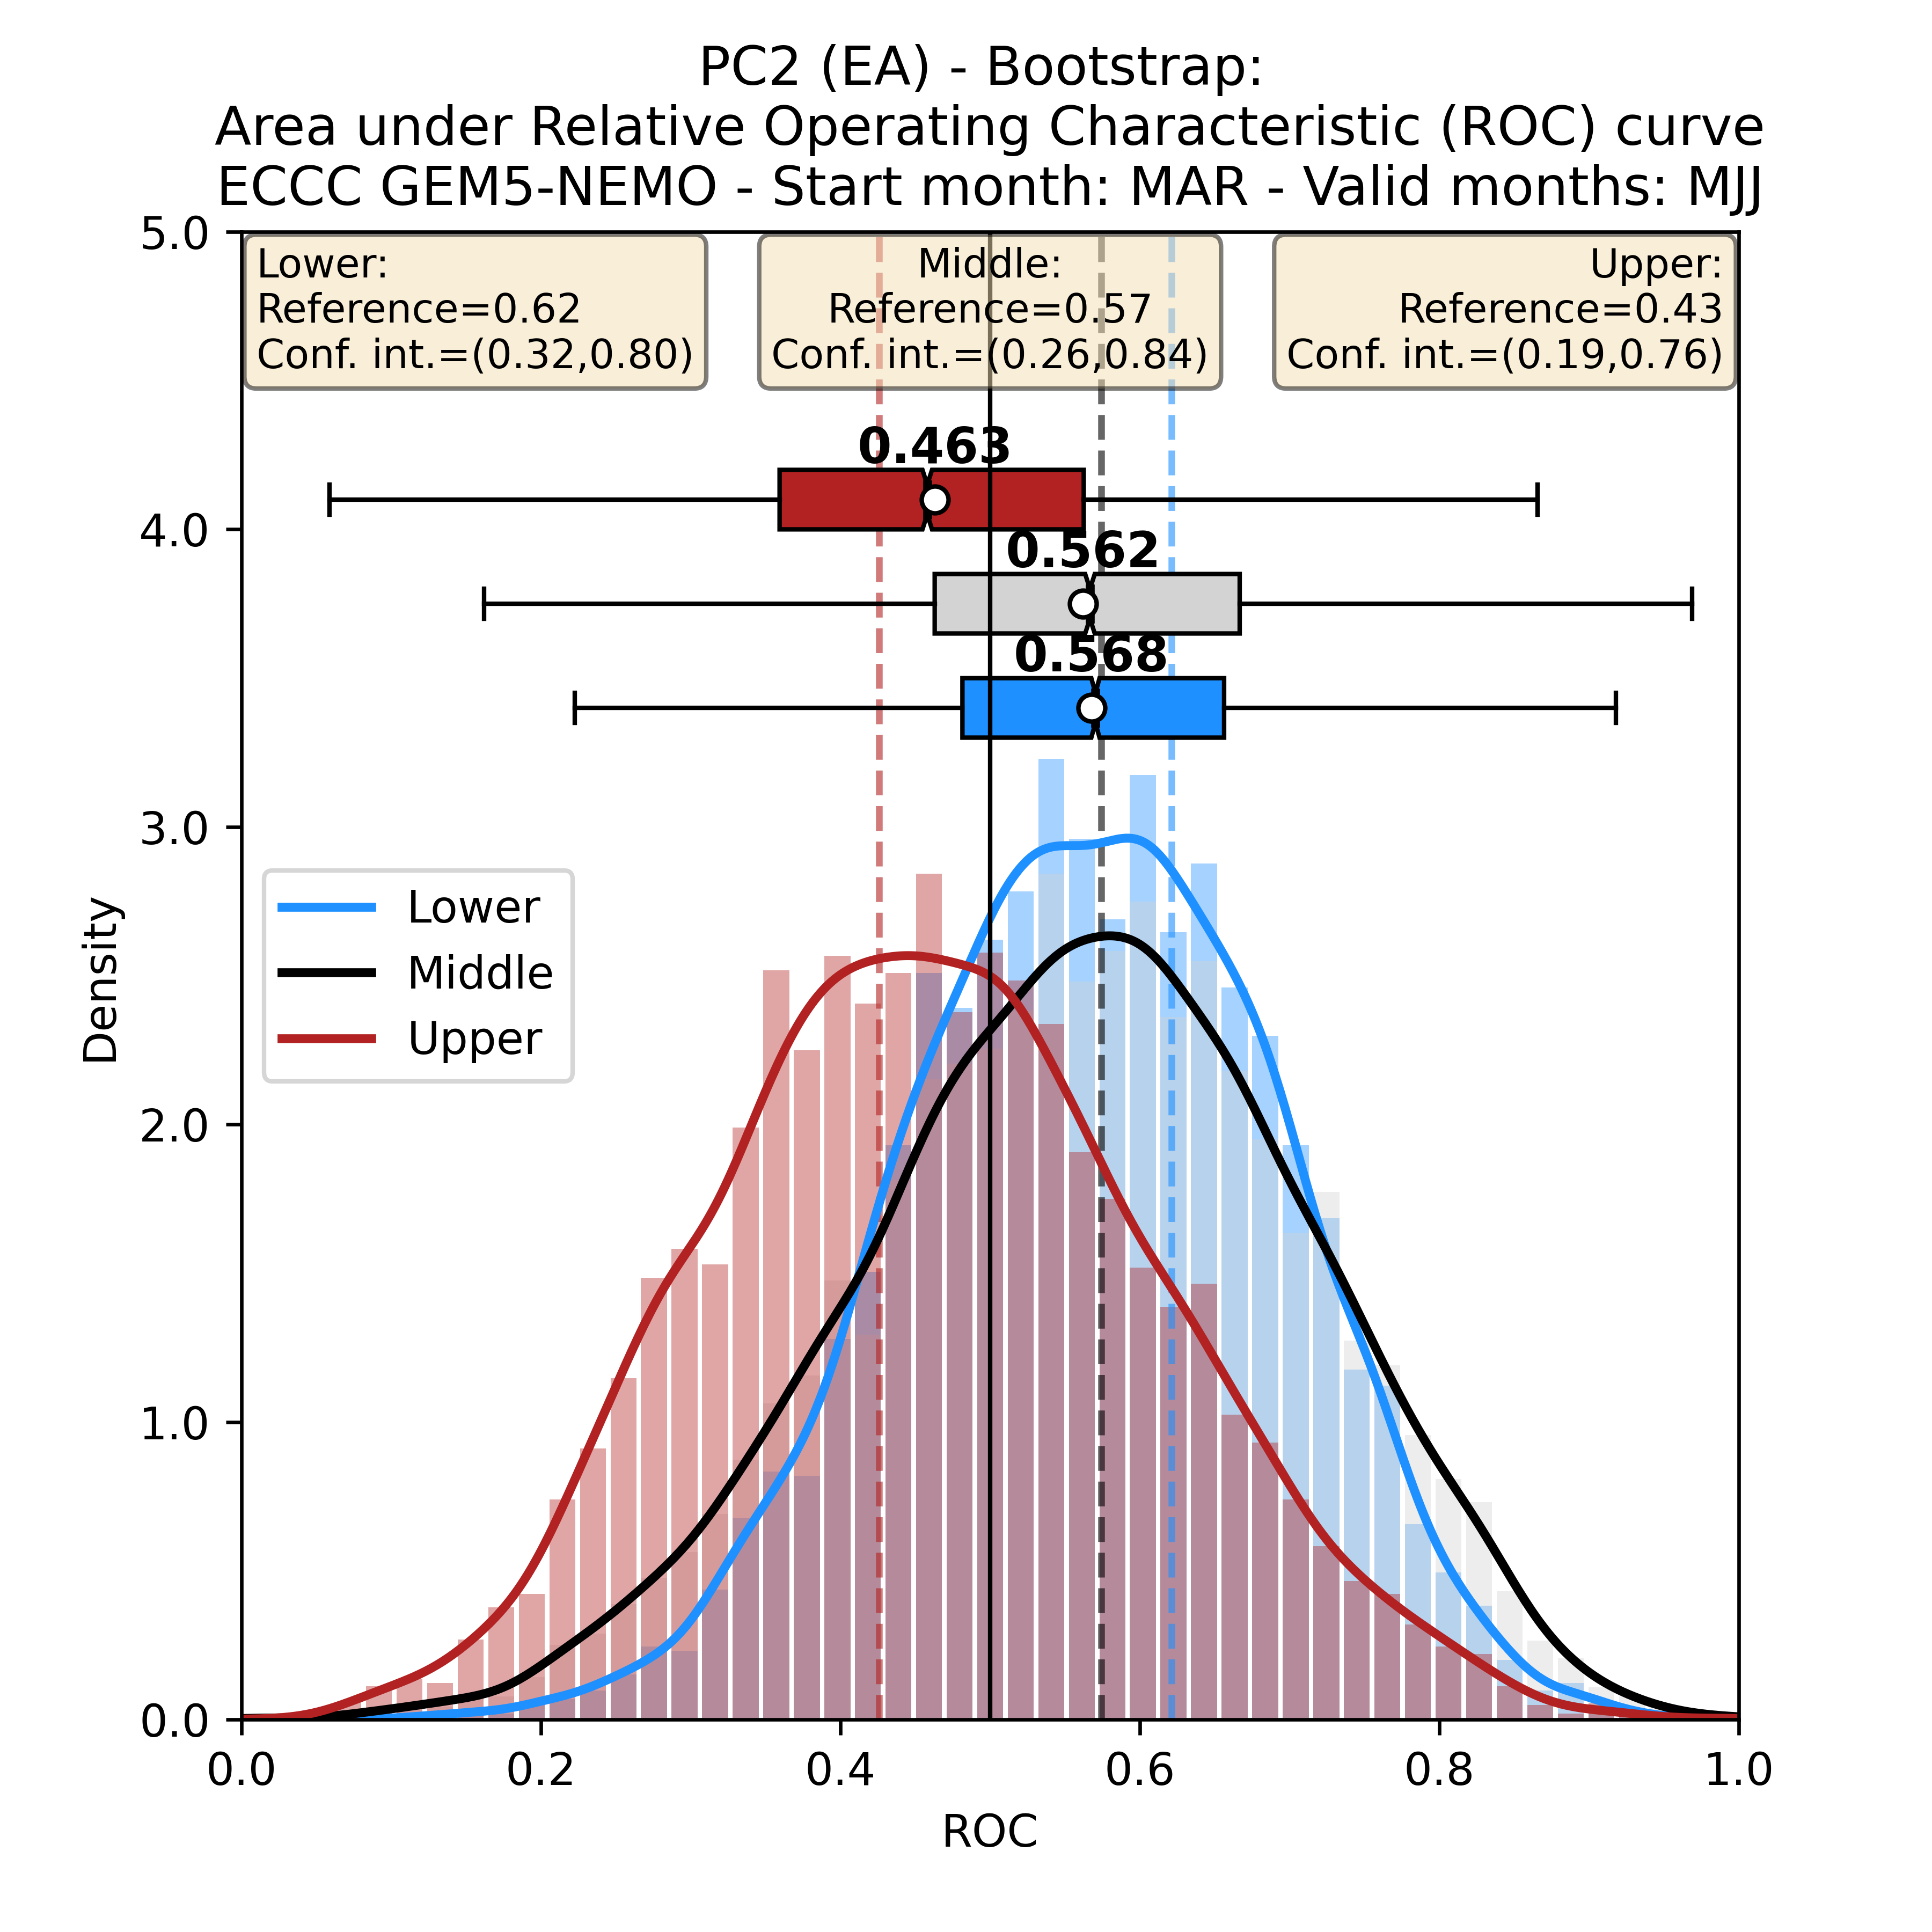 PC2 (EA) - Bootstrap:
Area under Relative Operating Characteristic (ROC) curve
ECCC GEM5-NEMO - Start month: MAR - Valid months: MJJ
5.0
Lower:
Reference=0.62
Conf. int.=(0.32,0.80)
Middle:
Reference=0.57
Conf. int.=(0.26,0.84)
Upper:
Reference=0.43
Conf. int.=(0.19,0.76)
0.463
4.0
0.562
0.568
3.0
Lower
Middle
Upper
Density
2.0
1.0
0.0
0.0 0.2 0.4 0.6 0.8 1.0
ROC